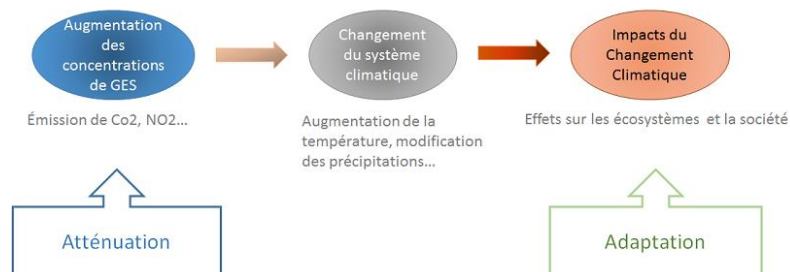 Augmentation
des
concentrations
de GES
Changement
du système
climatique
Impacts du
Changement
Climatique
Émission de Co2, NO2...
Augmentation de la
température, modification
des précipitations...
Effets sur les écosystèmes et la société
Atténuation
Adaptation